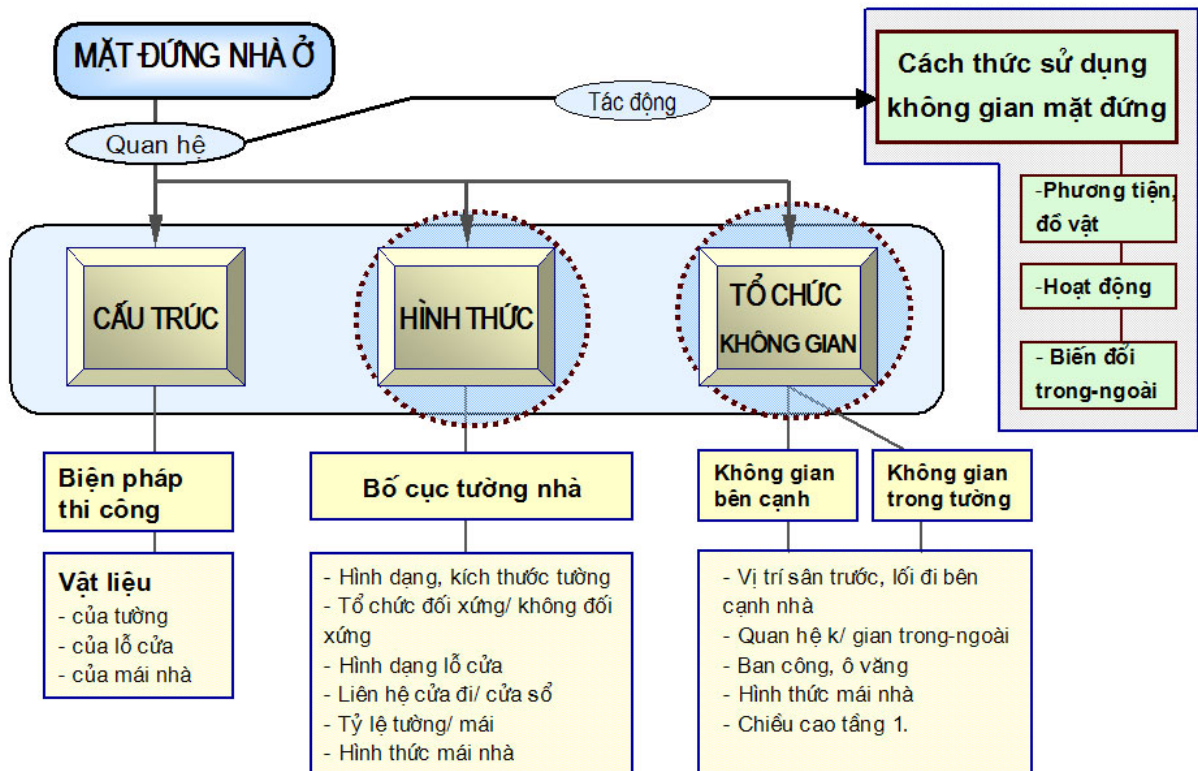 MẶT ĐỨNG NHÀ Ở
Quan hệ
Tác động
Cách thức sử dụng
không gian mặt đứng
-Phương tiện,
đồ vật
-Hoạt động
- Biến đổi
trong-ngoài
CẤU TRÚC
HÌNH THỨC
TỔ CHỨC
KHÔNG GIAN
Biện pháp
thi công
Vật liệu
- của tường
- của lỗ cửa
- của mái nhà
Bố cục tường nhà
- Hình dạng, kích thước tường
- Tổ chức đối xứng/ không đối
xứng
- Hình dạng lỗ cửa
- Liên hệ cửa đi/ cửa sổ
- Tỷ lệ tường/ mái
- Hình thức mái nhà
Không gian
bên cạnh
Không gian
trong tường
- Vị trí sân trước, lối đi bên
cạnh nhà
- Quan hệ k/ gian trong-ngoài
- Ban công, ô văng
- Hình thức mái nhà
- Chiều cao tầng 1.